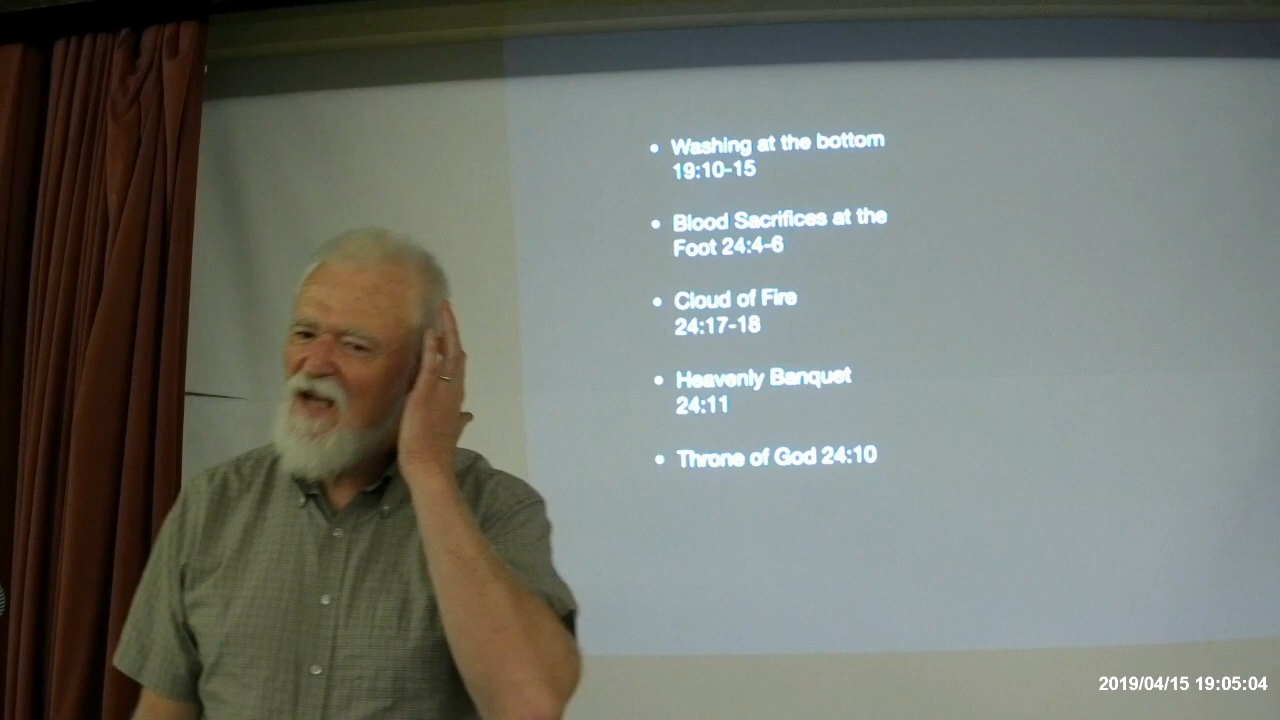 • Washing at the bottom
19:10-15
• Blood Sacrifices at the
Foot 24:4-6
• Cloud of Fire
24:17-18
• Heavenly Banquet
24:11
• Throne of God 24:10
2019/04/15 19:05:04